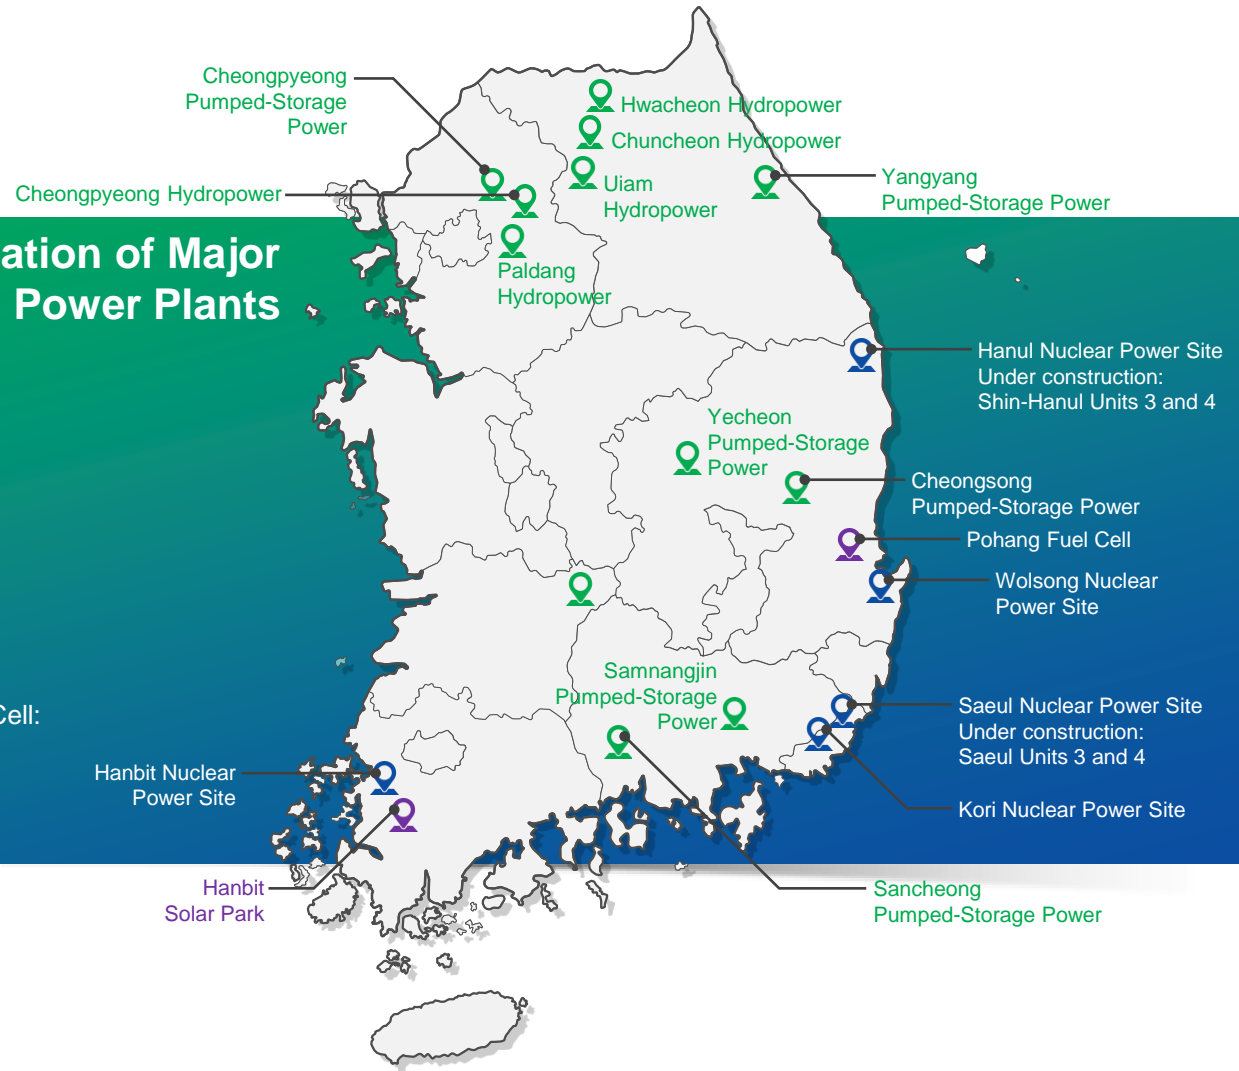 Cheongpyeong
Pumped-Storage
Power
Hwacheon Hydropower
Chuncheon Hydropower
Cheongpyeong Hydropower
Uiam
Hydropower
Yangyang
Pumped-Storage Power
ation of Major
Power Plants
Paldang
Hydropower
Hanul Nuclear Power Site
Under construction:
Shin-Hanul Units 3 and 4
Yecheon
Pumped-Storage
Power
Cheongsong
Pumped-Storage Power
Pohang Fuel Cell
Wolsong Nuclear
Power Site
Samnangjin
Pumped-Storage
Power
Cell:
Saeul Nuclear Power Site
Under construction:
Saeul Units 3 and 4
Hanbit Nuclear
Power Site
Kori Nuclear Power Site
Hanbit
Solar Park
Sancheong
Pumped-Storage Power